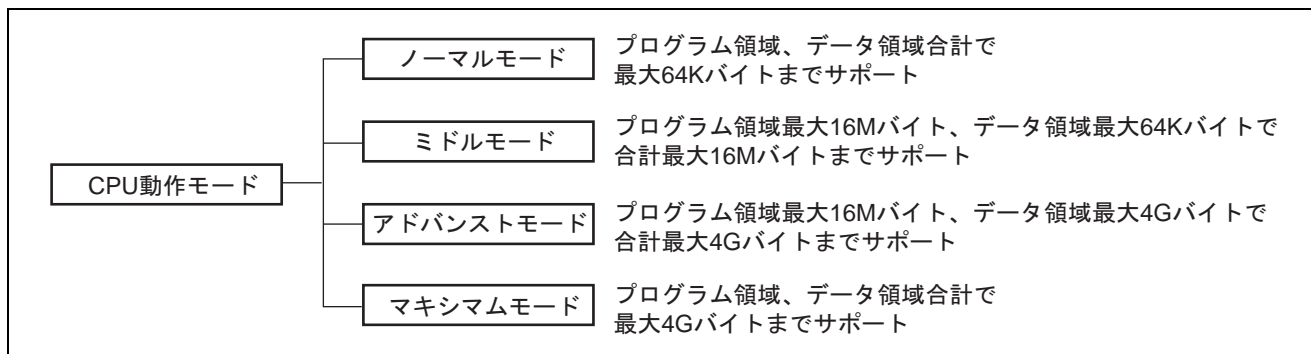 CPU動作モード
ノーマルモード
プログラム領域、データ領域合計で
最大64Kバイトまでサポート
ミドルモード
プログラム領域最大16Mバイト、データ領域最大64Kバイトで
合計最大16Mバイトまでサポート
アドバンストモード
プログラム領域最大16Mバイト、データ領域最大4Gバイトで
合計最大4Gバイトまでサポート
マキシマムモード
プログラム領域、データ領域合計で
最大4Gバイトまでサポート